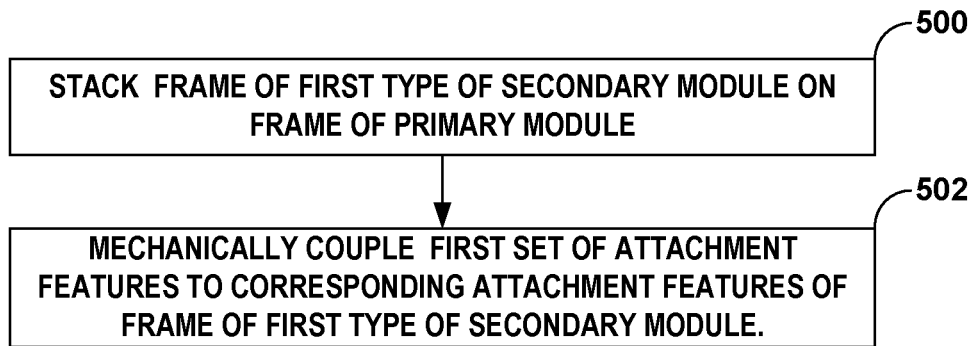 500
STACK FRAME OF FIRST TYPE OF SECONDARY MODULE ON
FRAME OF PRIMARY MODULE
502
MECHANICALLY COUPLE FIRST SET OF ATTACHMENT
FEATURES TO CORRESPONDING ATTACHMENT FEATURES OF
FRAME OF FIRST TYPE OF SECONDARY MODULE.